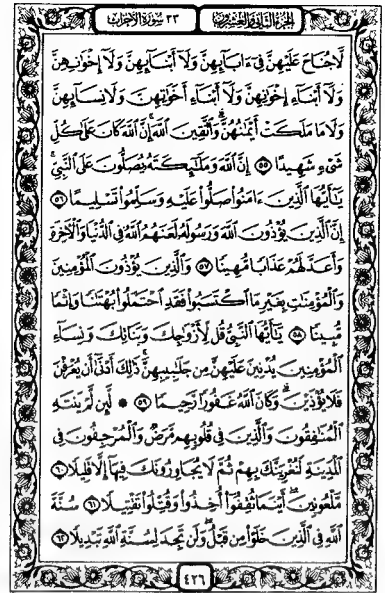 الجزء الثاني والعشرون
٣٣ سورة الأحزاب
لَّا جُنَاحَ عَلَيْهِنَّ فِيٓ ءَابَآئِهِنَّ وَلَآ أَبْنَآئِهِنَّ وَلَآ إِخْوَٰنِهِنَّ
وَلَآ أَبْنَآءِ إِخْوَٰنِهِنَّ وَلَآ أَبْنَآءِ أَخَوَٰتِهِنَّ وَلَا نِسَآئِهِنَّ
وَلَا مَا مَلَكَتْ أَيْمَٰنُهُنَّۗ وَٱتَّقِينَ ٱللَّهَۚ إِنَّ ٱللَّهَ كَانَ عَلَىٰ كُلِّ
شَيْءٍ شَهِيدًا ٥٥ إِنَّ ٱللَّهَ وَمَلَٰٓئِكَتَهُۥ يُصَلُّونَ عَلَى ٱلنَّبِيِّۚ
يَٰٓأَيُّهَا ٱلَّذِينَ ءَامَنُوا۟ صَلُّوا۟ عَلَيْهِ وَسَلِّمُوا۟ تَسْلِيمًا ٥٦
إِنَّ ٱلَّذِينَ يُؤْذُونَ ٱللَّهَ وَرَسُولَهُۥ لَعَنَهُمُ ٱللَّهُ فِي ٱلدُّنْيَا وَٱلْءَاخِرَةِ
وَأَعَدَّ لَهُمْ عَذَابًا مُّهِينًا ٥٧ وَٱلَّذِينَ يُؤْذُونَ ٱلْمُؤْمِنِينَ
وَٱلْمُؤْمِنَٰتِ بِغَيْرِ مَا ٱكْتَسَبُوا۟ فَقَدِ ٱحْتَمَلُوا۟ بُهْتَٰنًا وَإِثْمًا
مُّبِينًا ٥٨ يَٰٓأَيُّهَا ٱلنَّبِيُّ قُل لِّأَزْوَٰجِكَ وَبَنَاتِكَ وَنِسَآءِ
ٱلْمُؤْمِنِينَ يُدْنِينَ عَلَيْهِنَّ مِن جَلَٰبِيبِهِنَّۚ ذَٰلِكَ أَدْنَىٰٓ أَن يُعْرَفْنَ
فَلَا يُؤْذَيْنَۗ وَكَانَ ٱللَّهُ غَفُورًا رَّحِيمًا ٥٩ * لَّئِن لَّمْ يَنتَهِ
ٱلْمُنَٰفِقُونَ وَٱلَّذِينَ فِي قُلُوبِهِم مَّرَضٌ وَٱلْمُرْجِفُونَ فِي
ٱلْمَدِينَةِ لَنُغْرِيَنَّكَ بِهِمْ ثُمَّ لَا يُجَاوِرُونَكَ فِيهَآ إِلَّا قَلِيلًا ٦٠
مَّلْعُونِينَۖ أَيْنَمَا ثُقِفُوٓا۟ أُخِذُوا۟ وَقُتِّلُوا۟ تَقْتِيلًا ٦١ سُنَّةَ
ٱللَّهِ فِي ٱلَّذِينَ خَلَوْا۟ مِن قَبْلُۖ وَلَن تَجِدَ لِسُنَّةِ ٱللَّهِ تَبْدِيلًا ٦٢
٤٢٦